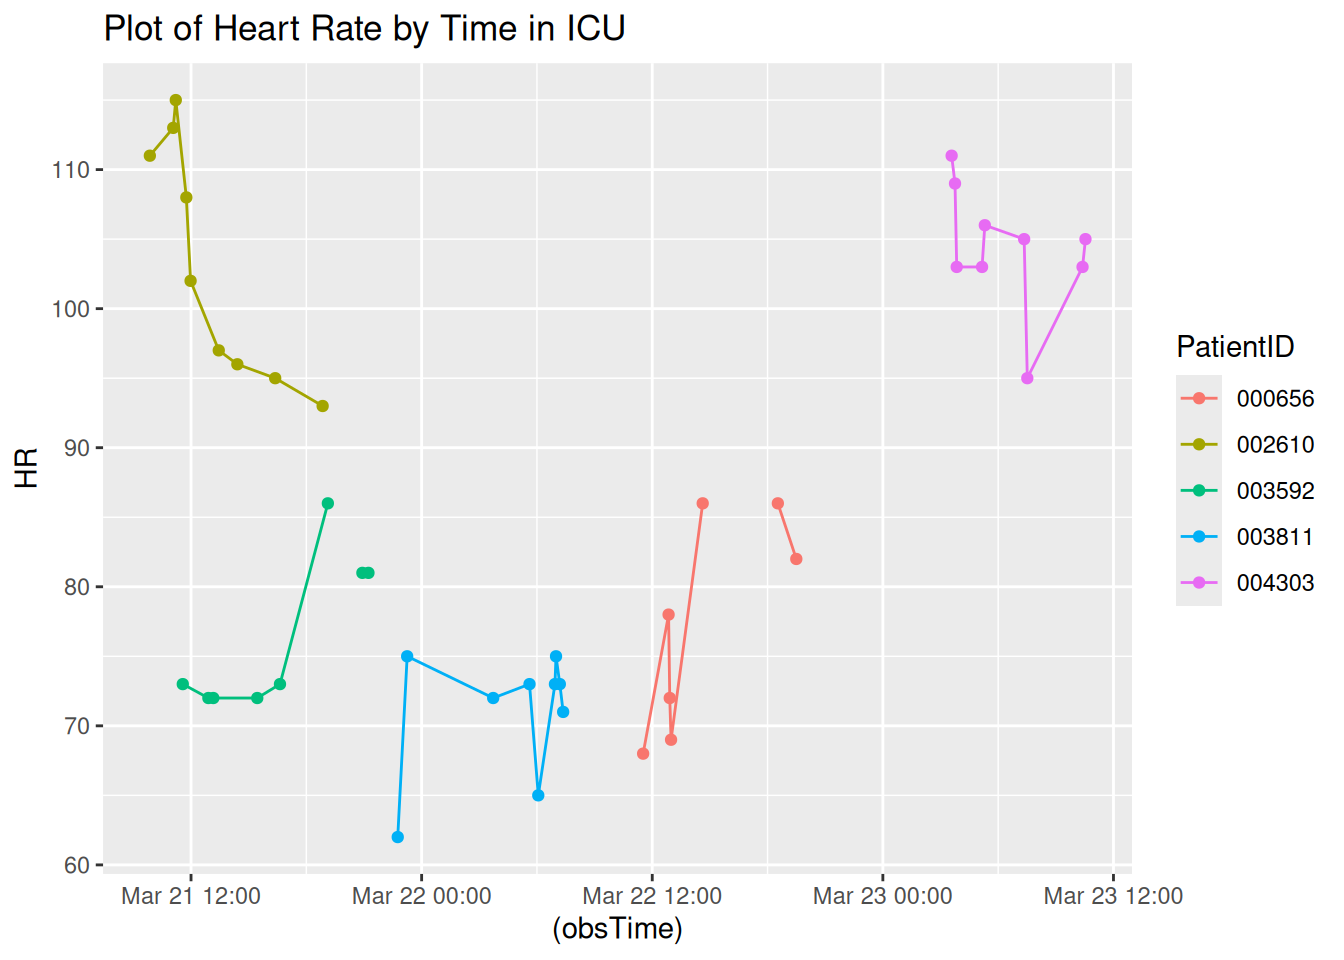 Plot of Heart Rate by Time in ICU
HR
110
100
90
80
70
60
Mar 21 12:00 Mar 22 00:00 Mar 22 12:00 Mar 23 00:00 Mar 23 12:00
(obsTime)
PatientID
000656
002610
003592
003811
004303